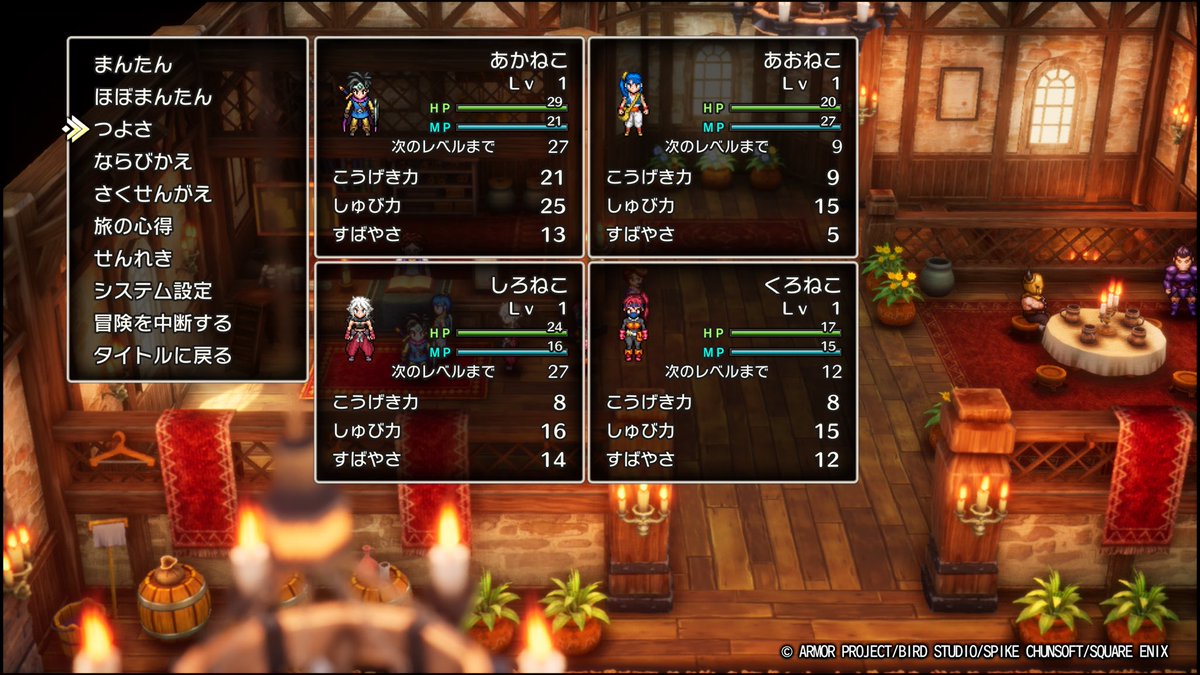 まんたん
ほぼまんたん
つよさ
ならびかえ
さくせんがえ
旅の心得
せんれき
システム設定
冒険を中断する
タイトルに戻る
あかねこ
Lv 1
HP 29
MP 21
次のレベルまで 27
こうげき力 21
しゅび力 25
すばやさ 13
あおねこ
Lv 1
HP 20
MP 27
次のレベルまで 9
こうげき力 9
しゅび力 15
すばやさ 5
しろねこ
Lv 1
HP 24
MP 16
次のレベルまで 27
こうげき力 8
しゅび力 16
すばやさ 14
くろねこ
Lv 1
HP 17
MP 15
次のレベルまで 12
こうげき力 8
しゅび力 15
すばやさ 12
© ARMOR PROJECT/BIRD STUDIO/SPIKE CHUNSOFT/SQUARE ENIX